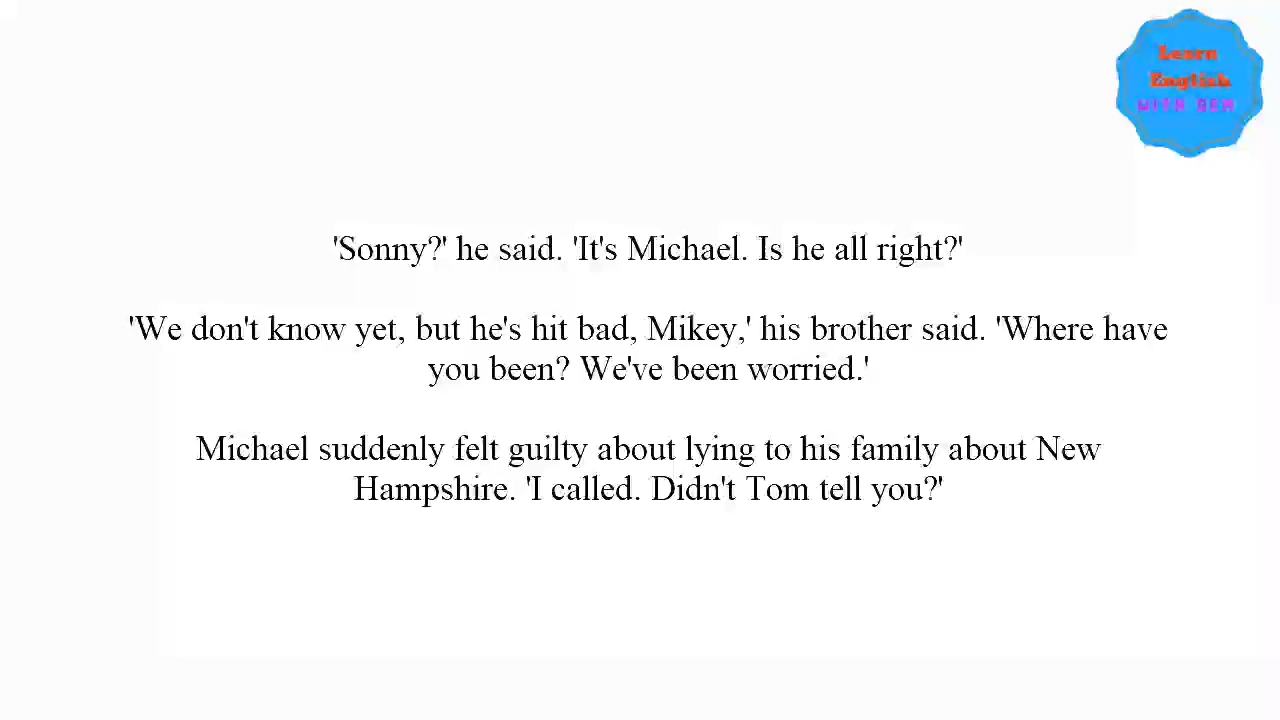 Learn
English
WITH GEM
'Sonny?' he said. 'It's Michael. Is he all right?'
'We don't know yet, but he's hit bad, Mikey,' his brother said. 'Where have
you been? We've been worried.'
Michael suddenly felt guilty about lying to his family about New
Hampshire. 'I called. Didn't Tom tell you?'